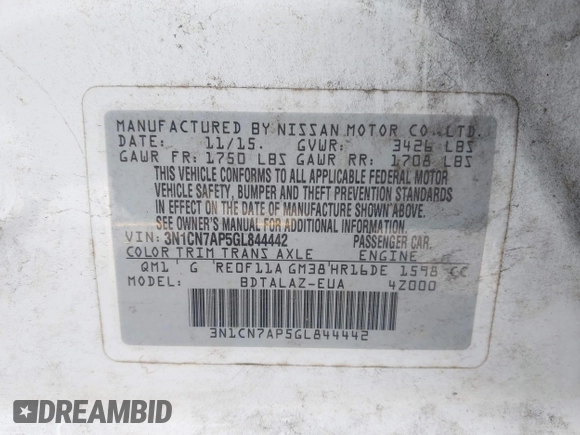 MANUFACTURED BY NISSAN MOTOR CO.,LTD.
DATE: 11/15. GVWR: 3426 LBS
GAWR FR: 1750 LBS GAWR RR: 1708 LBS
THIS VEHICLE CONFORMS TO ALL APPLICABLE FEDERAL MOTOR
VEHICLE SAFETY, BUMPER AND THEFT PREVENTION STANDARDS
IN EFFECT ON THE DATE OF MANUFACTURE SHOWN ABOVE.
SEE OWNER'S MANUAL FOR ADDITIONAL INFORMATION.
VIN: 3N1CN7AP5GL844442 PASSENGER CAR.
COLOR TRIM TRANS AXLE ENGINE
QM1 G RE0F11A GM38 HR16DE 1598 CC
MODEL: BDTALAZ-EUA 4Z000
3N1CN7AP5GL844442
DREAMBID